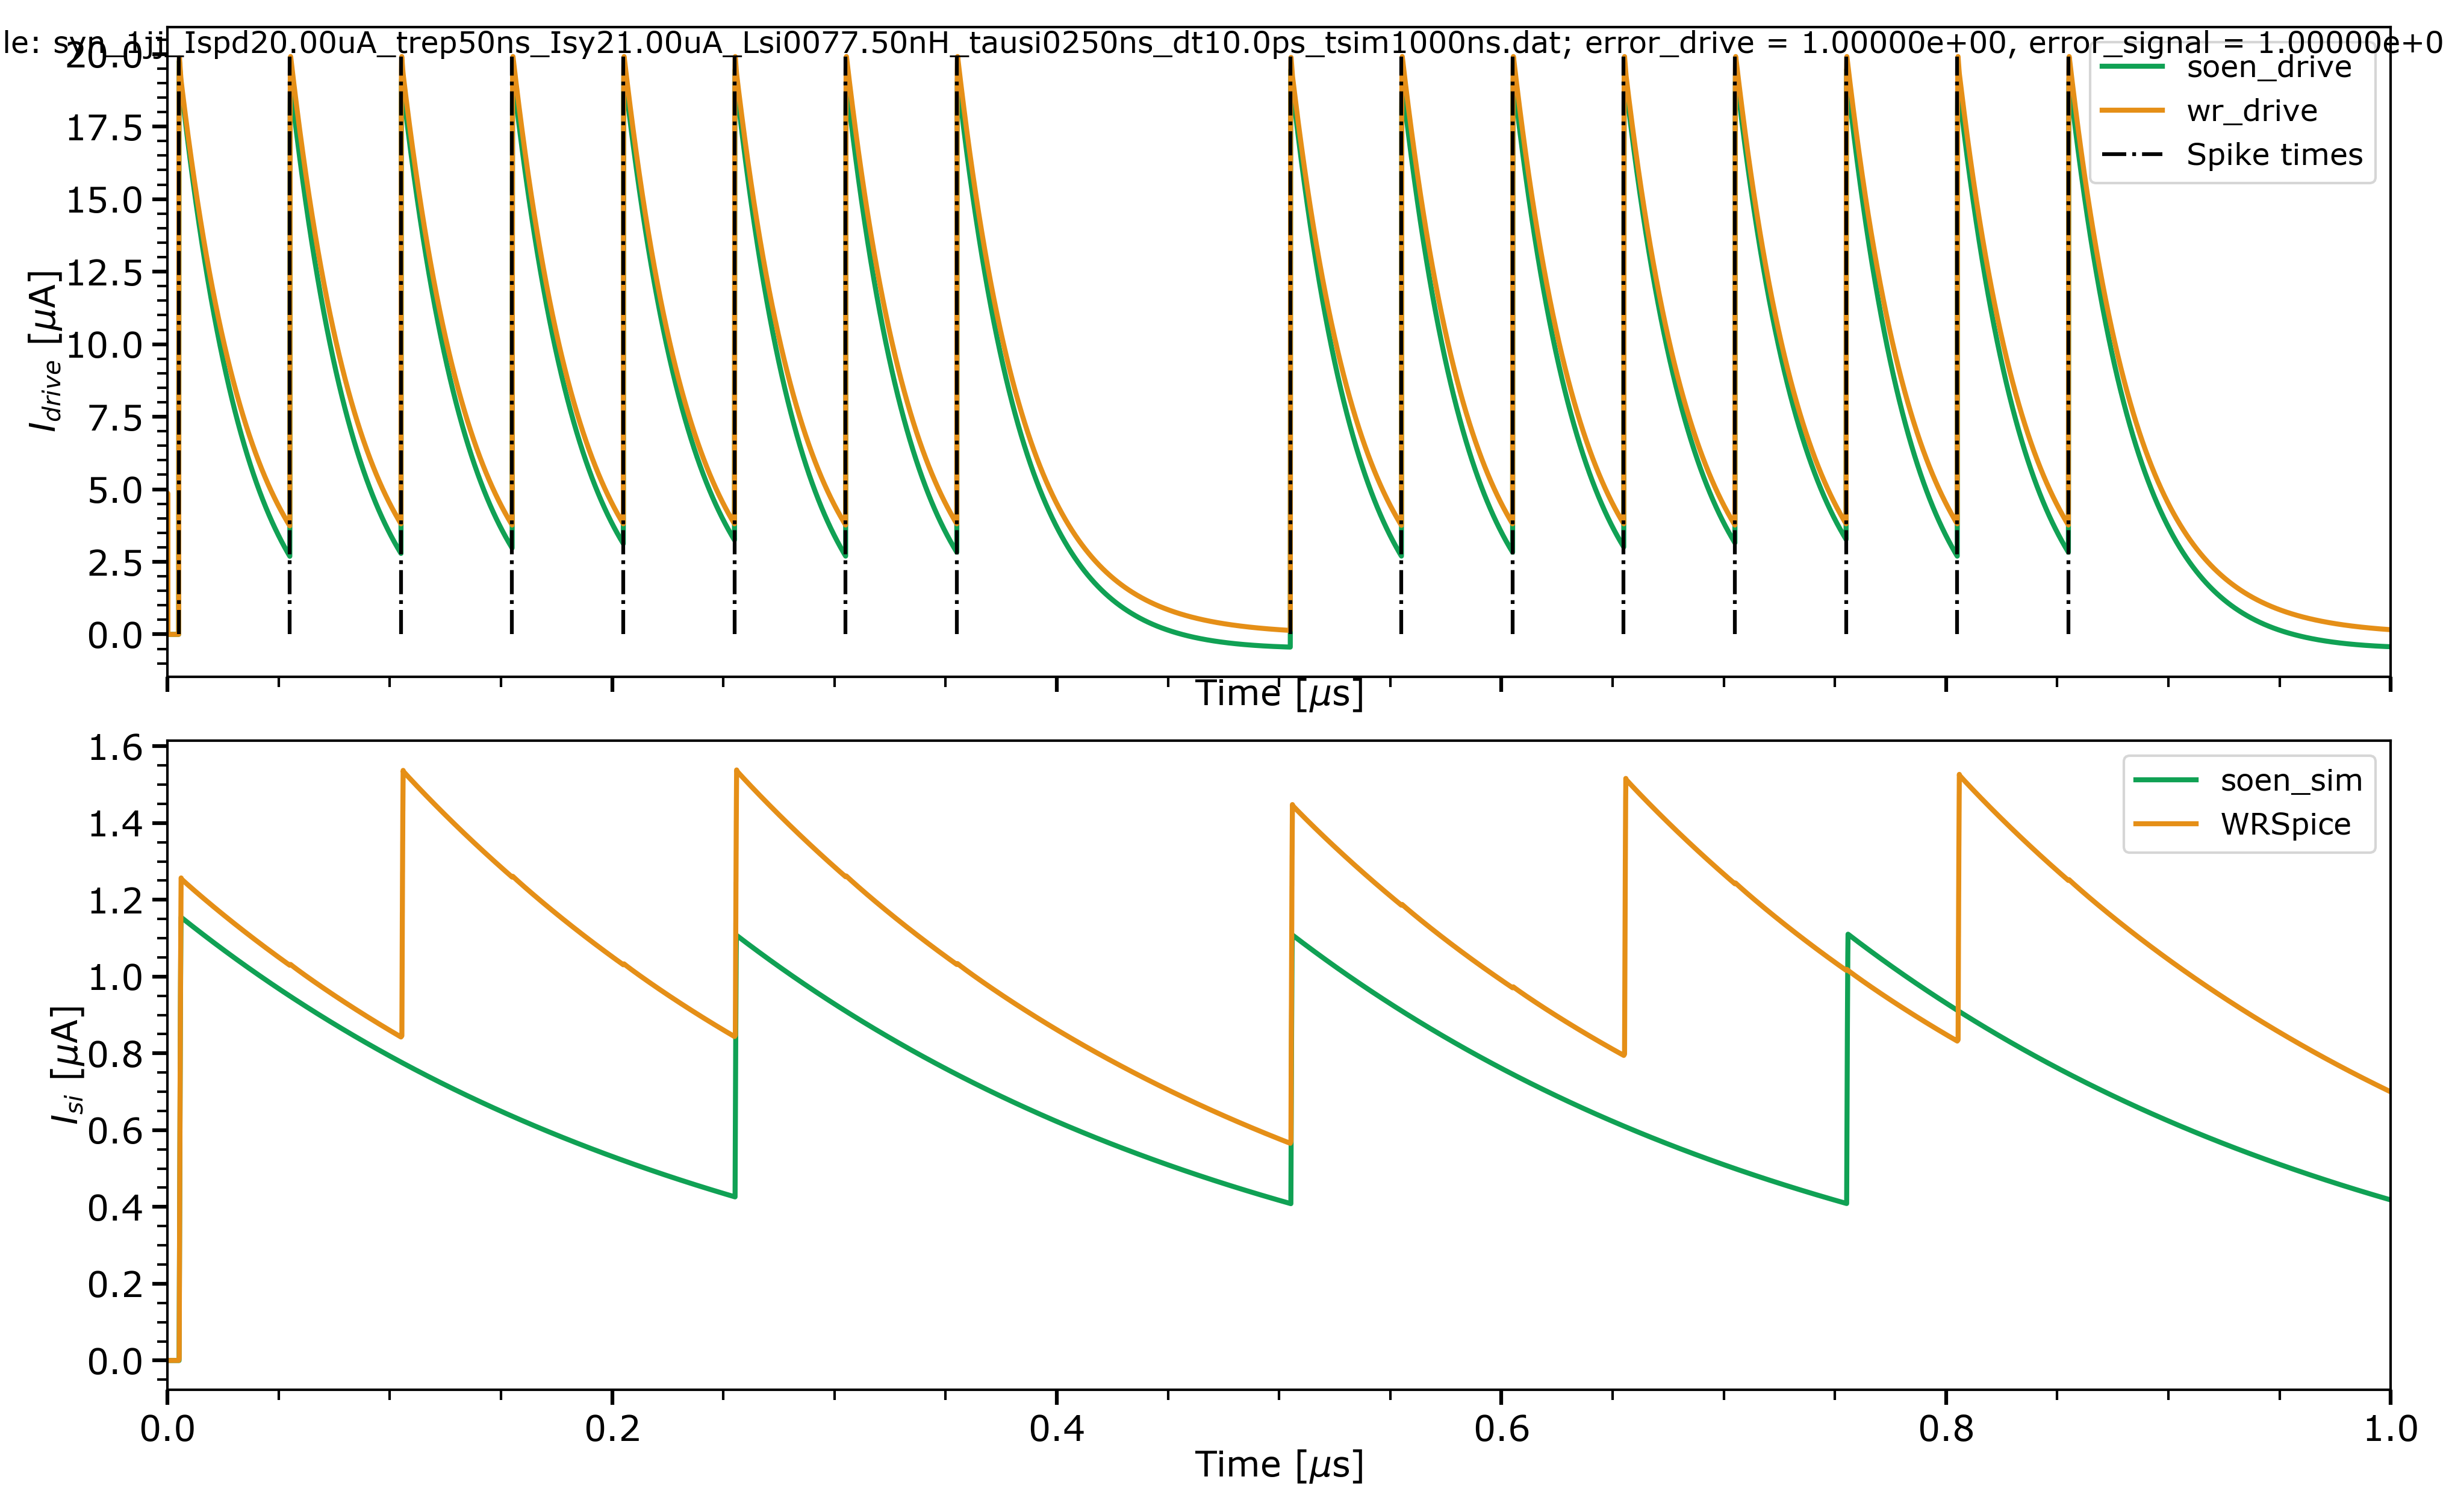 le: syn_1jj_Ispd20.00uA_trep50ns_Isy21.00uA_Lsi0077.50nH_tausi0250ns_dt10.0ps_tsim1000ns.dat; error_drive = 1.00000e+00, error_signal = 1.00000e+0
20.0
17.5
15.0
12.5
10.0
7.5
5.0
2.5
0.0
I_drive [μA]
soen_drive
wr_drive
Spike times
Time [μs]
1.6
1.4
1.2
1.0
0.8
0.6
0.4
0.2
0.0
I_si [μA]
soen_sim
WRSpice
0.0 0.2 0.4 0.6 0.8 1.0
Time [μs]